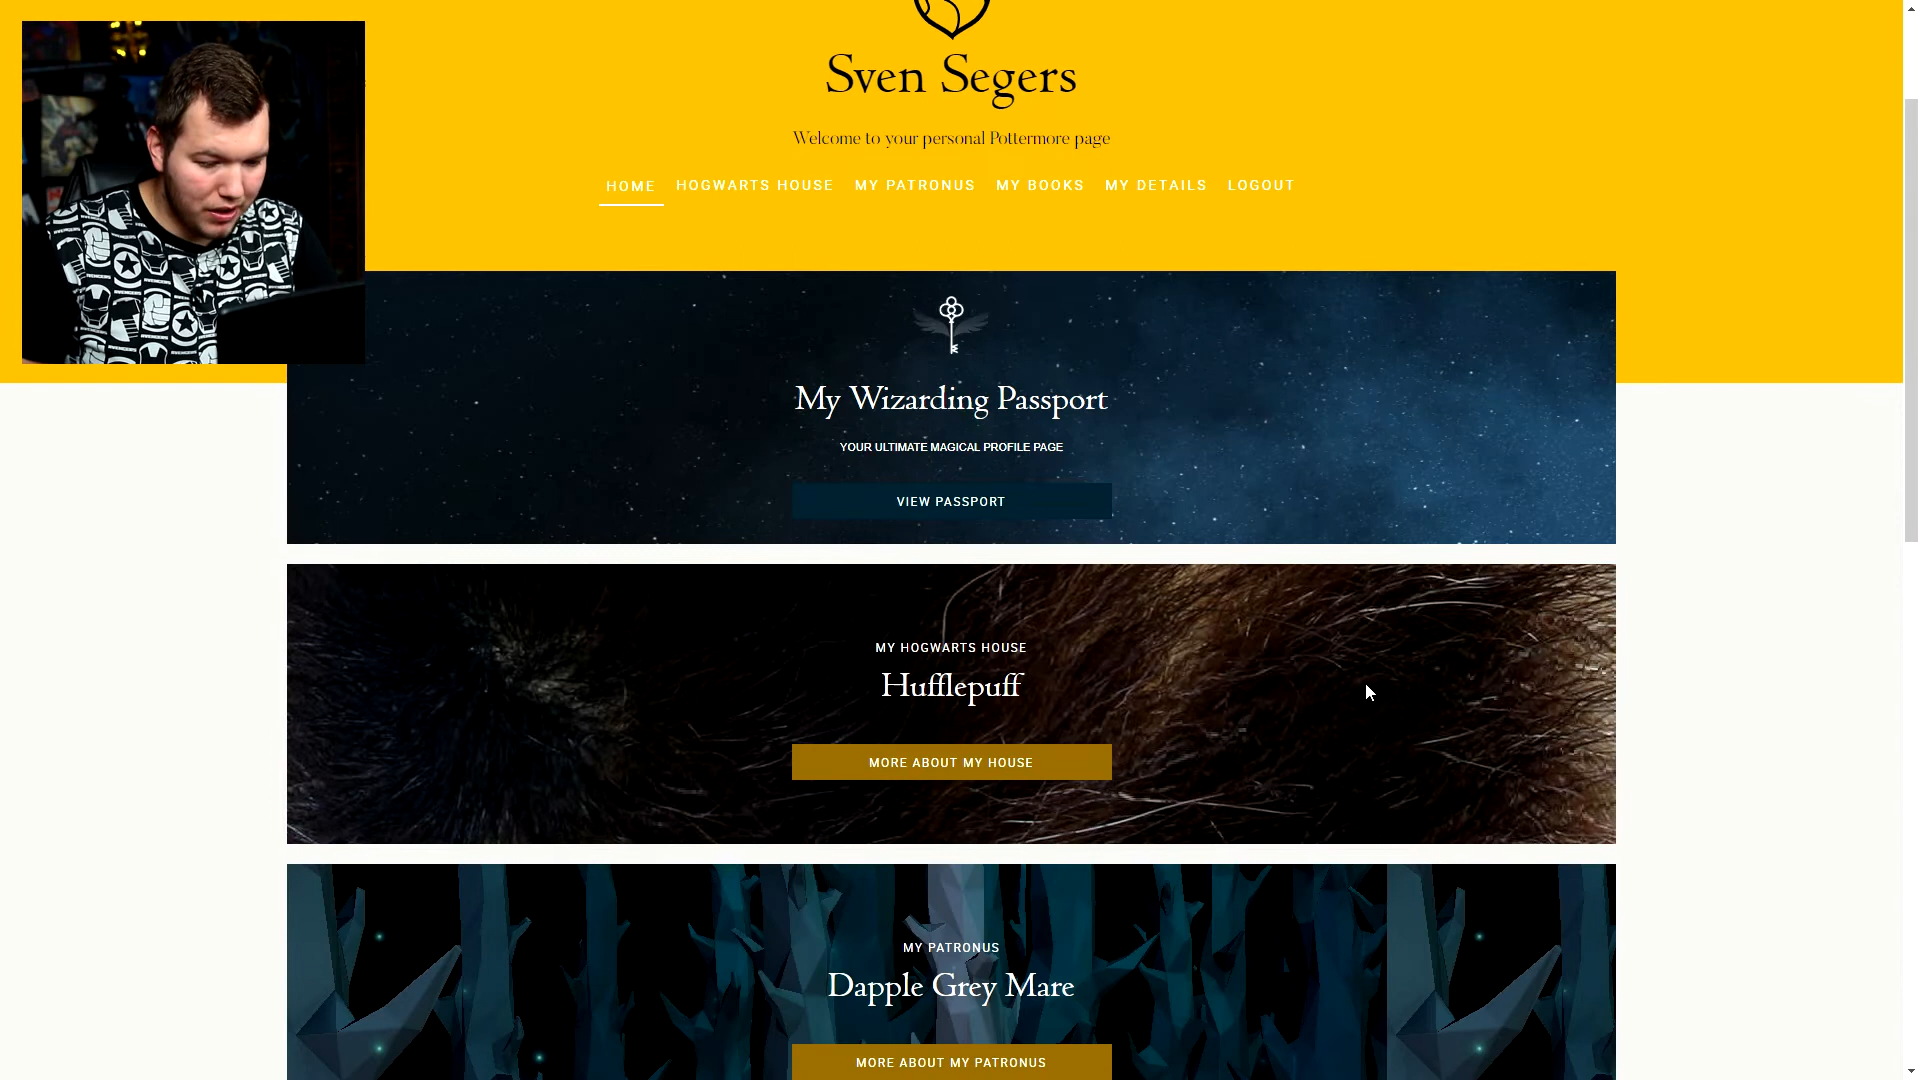 Sven Segers
Welcome to your personal Pottermore page
HOME HOGWARTS HOUSE MY PATRONUS MY BOOKS MY DETAILS LOGOUT
My Wizarding Passport
YOUR ULTIMATE MAGICAL PROFILE PAGE
VIEW PASSPORT
MY HOGWARTS HOUSE
Hufflepuff
MORE ABOUT MY HOUSE
MY PATRONUS
Dapple Grey Mare
MORE ABOUT MY PATRONUS